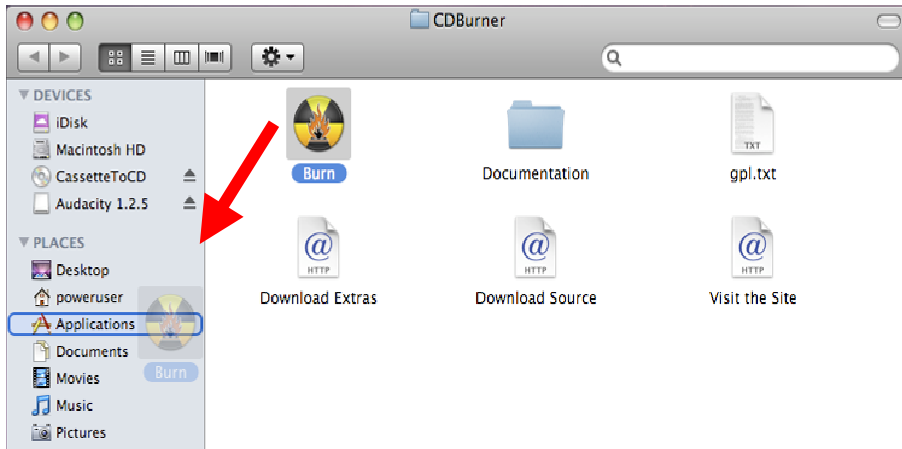 CDBurner
DEVICES
iDisk
Macintosh HD
CassetteToCD
Audacity 1.2.5
PLACES
Desktop
poweruser
Applications
Documents
Movies
Music
Pictures
Burn
Burn
Documentation
TXT
gpl.txt
@
HTTP
Download Extras
@
HTTP
Download Source
@
HTTP
Visit the Site